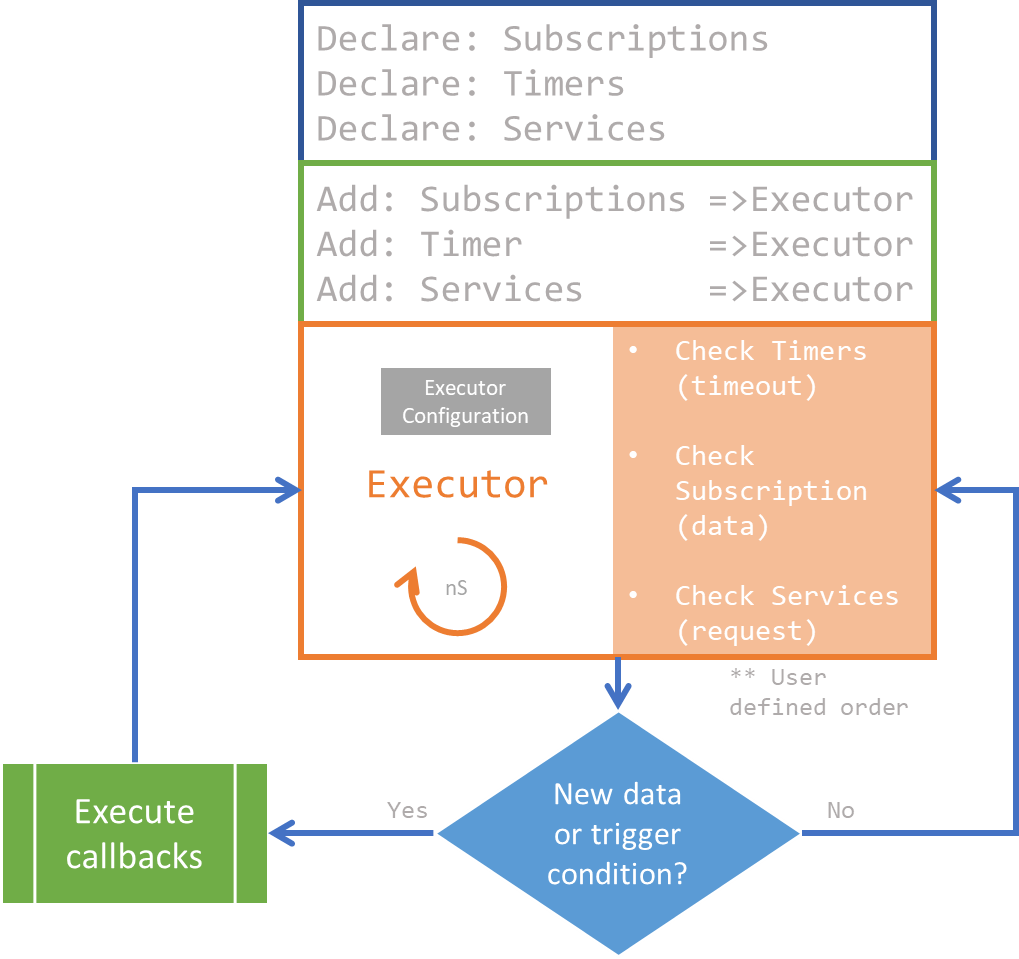 Declare: Subscriptions
Declare: Timers
Declare: Services
Add: Subscriptions =>Executor
Add: Timer =>Executor
Add: Services =>Executor
Executor
Configuration
Executor
nS
• Check Timers
(timeout)
• Check
Subscription
(data)
• Check Services
(request)
** User
defined order
New data
or trigger
condition?
Yes
No
Execute
callbacks